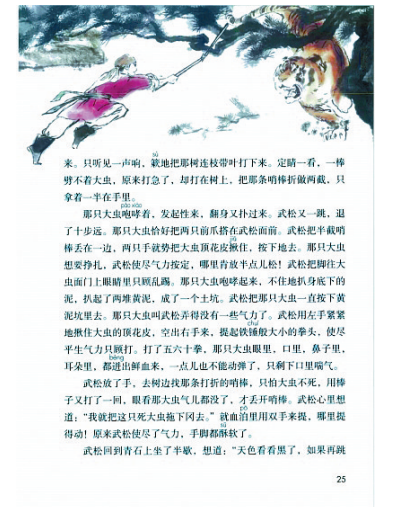 sù
来。只听见一声响，簌地把那树连枝带叶打下来。定睛一看，一棒
劈不着大虫，原来打急了，却打在树上，把那条哨棒折做两截，只
拿着一半在手里。
páo xiào
那只大虫咆哮着，发起性来，翻身又扑过来。武松又一跳，退
了十步远。那只大虫恰好把两只前爪搭在武松面前。武松把半截哨
jiū
棒丢在一边，两只手就势把大虫顶花皮揪住，按下地去。那只大虫
想要挣扎，武松使尽气力按定，哪里肯放半点儿松！武松把脚往大
虫面门上眼睛里只顾乱踢。那只大虫咆哮起来，不住地扒身底下的
泥，扒起了两堆黄泥，成了一个土坑。武松把那只大虫一直按下黄
泥坑里去。那只大虫叫武松弄得没有一些气力了。武松用左手紧紧
chuí
地揪住大虫的顶花皮，空出右手来，提起铁锤般大小的拳头，使尽
平生气力只顾打。打了五六十拳，那只大虫眼里，口里，鼻子里，
bèng
耳朵里，都迸出鲜血来，一点儿也不能动弹了，只剩下口里喘气。
武松放了手，去树边找那条打折的哨棒，只怕大虫不死，用棒
子又打了一回，眼看那大虫气儿都没了，才丢开哨棒。武松心里想
pō
道：“我就把这只死大虫拖下冈去。”就血泊里用双手来提，哪里提
sū
得动！原来武松使尽了气力，手脚都酥软了。
武松回到青石上坐了半歇，想道：“天色看看黑了，如果再跳
25